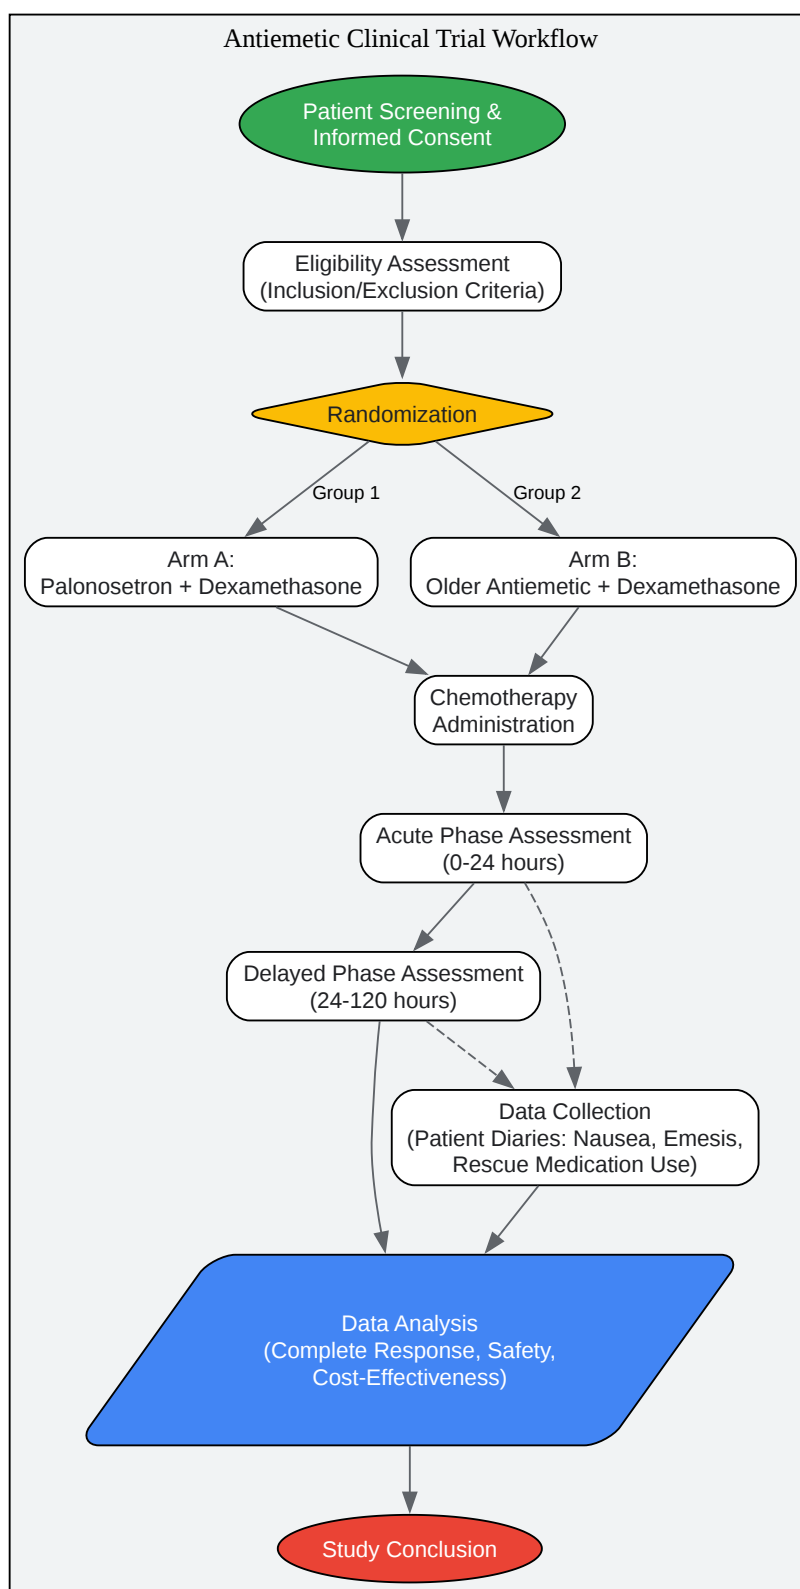 Antiemetic Clinical Trial Workflow
Patient Screening &
Informed Consent
Eligibility Assessment
(Inclusion/Exclusion Criteria)
Randomization
Group 1
Group 2
Arm A:
Palonosetron + Dexamethasone
Arm B:
Older Antiemetic + Dexamethasone
Chemotherapy
Administration
Acute Phase Assessment
(0-24 hours)
Delayed Phase Assessment
(24-120 hours)
Data Collection
(Patient Diaries: Nausea, Emesis,
Rescue Medication Use)
Data Analysis
(Complete Response, Safety,
Cost-Effectiveness)
Study Conclusion